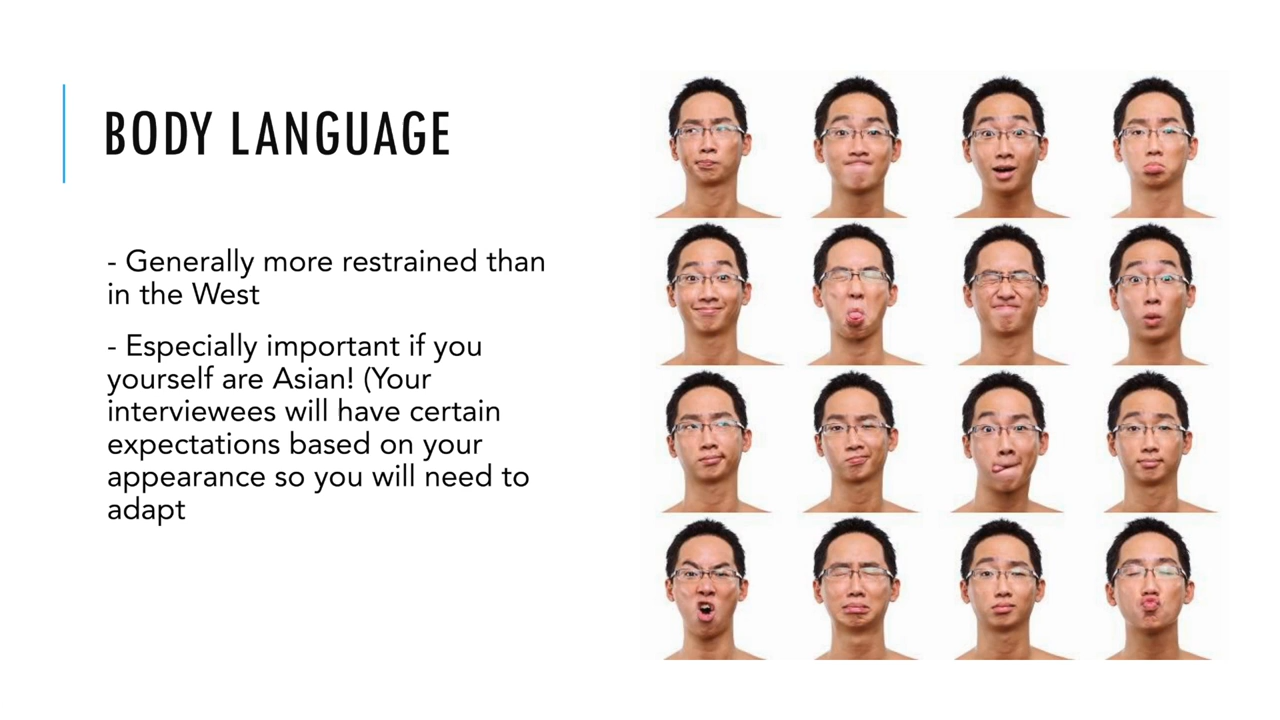 BODY LANGUAGE
- Generally more restrained than
in the West
- Especially important if you
yourself are Asian! (Your
interviewees will have certain
expectations based on your
appearance so you will need to
adapt